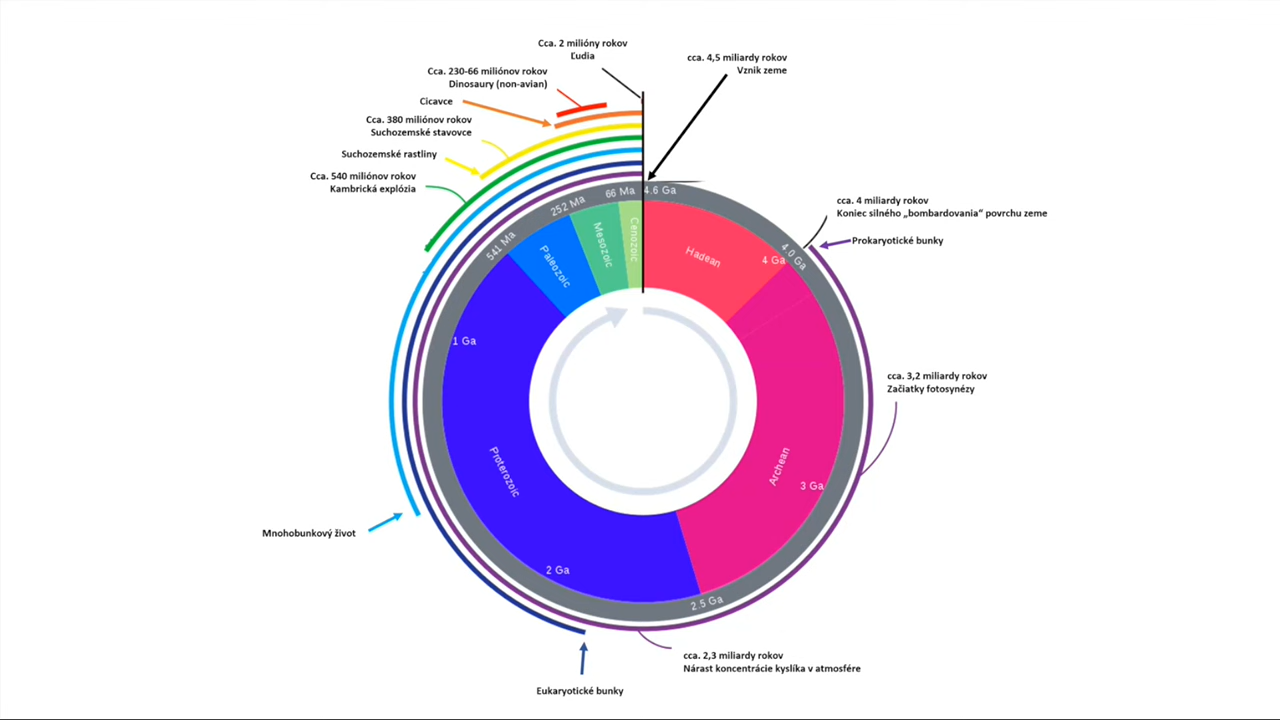 Cca. 2 milióny rokov
Ľudia
cca. 4,5 miliardy rokov
Vznik zeme
Cca. 230-66 miliónov rokov
Dinosaury (non-avian)
Cicavce
Cca. 380 miliónov rokov
Suchozemské stavovce
Suchozemské rastliny
Cca. 540 miliónov rokov
Kambrická explózia
cca. 4 miliardy rokov
Koniec silného „bombardovania“ povrchu zeme
Prokaryotické bunky
4.6 Ga
66 Ma
252 Ma
541 Ma
4.0 Ga
Cenozoic
Mesozoic
Paleozoic
Hadean
4 Ga
1 Ga
cca. 3,2 miliardy rokov
Začiatky fotosynézy
Archean
3 Ga
Proterozoic
2 Ga
2.5 Ga
Mnohobunkový život
cca. 2,3 miliardy rokov
Nárast koncentrácie kyslíka v atmosfére
Eukaryotické bunky